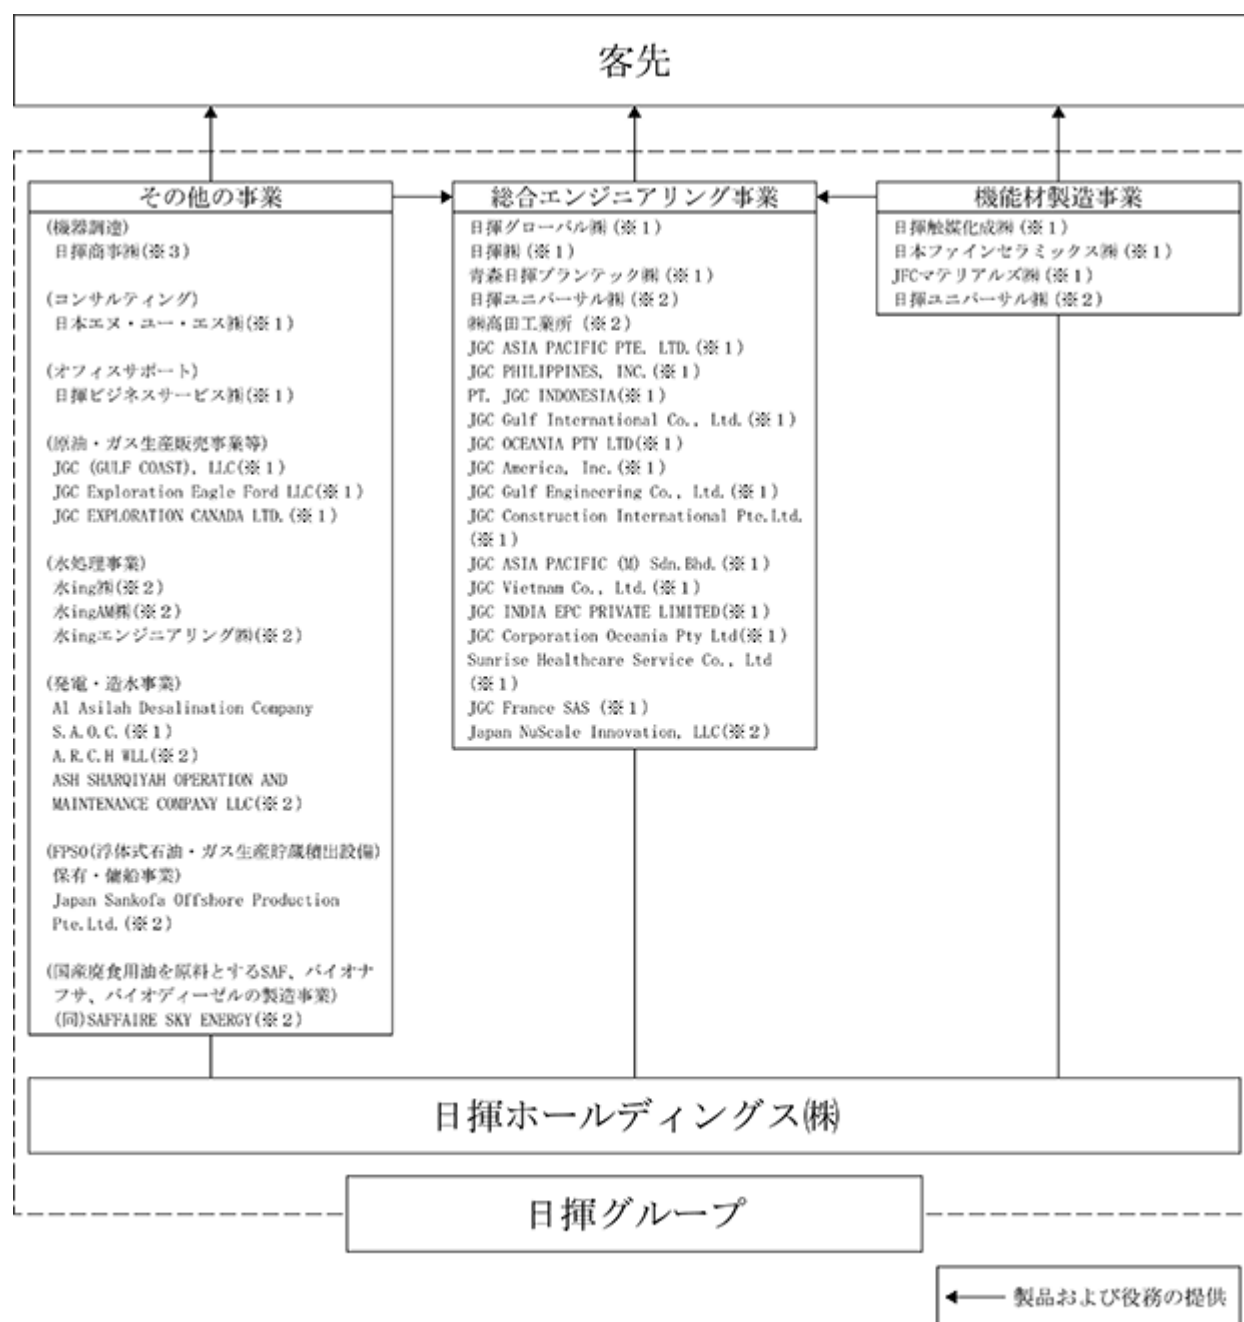 客先
その他の事業
(機器調達)
日揮商事㈱(※3)
(コンサルティング)
日本エヌ・ユー・エス㈱(※1)
(オフィスサポート)
日揮ビジネスサービス㈱(※1)
(原油・ガス生産販売事業等)
JGC (GULF COAST), LLC(※1)
JGC Exploration Eagle Ford LLC(※1)
JGC EXPLORATION CANADA LTD.(※1)
(水処理事業)
水ing㈱(※2)
水ingAM㈱(※2)
水ingエンジニアリング㈱(※2)
(発電・造水事業)
Al Asilah Desalination Company
S.A.O.C.(※1)
A.R.C.H WLL(※2)
ASH SHARQIYAH OPERATION AND
MAINTENANCE COMPANY LLC(※2)
(FPSO(浮体式石油・ガス生産貯蔵積出設備)
保有・傭船事業)
Japan Sankofa Offshore Production
Pte.Ltd.(※2)
(国産廃食用油を原料とするSAF、バイオナ
フサ、バイオディーゼルの製造事業)
(同)SAFFAIRE SKY ENERGY(※2)
総合エンジニアリング事業
日揮グローバル㈱(※1)
日揮㈱(※1)
青森日揮プランテック㈱(※1)
日揮ユニバーサル㈱(※2)
㈱高田工業所(※2)
JGC ASIA PACIFIC PTE. LTD.(※1)
JGC PHILIPPINES, INC.(※1)
PT. JGC INDONESIA(※1)
JGC Gulf International Co., Ltd.(※1)
JGC OCEANIA PTY LTD(※1)
JGC America, Inc.(※1)
JGC Gulf Engineering Co., Ltd.(※1)
JGC Construction International Pte.Ltd.
(※1)
JGC ASIA PACIFIC (M) Sdn.Bhd.(※1)
JGC Vietnam Co., Ltd.(※1)
JGC INDIA EPC PRIVATE LIMITED(※1)
JGC Corporation Oceania Pty Ltd(※1)
Sunrise Healthcare Service Co., Ltd
(※1)
JGC France SAS (※1)
Japan NuScale Innovation, LLC(※2)
機能材製造事業
日揮触媒化成㈱(※1)
日本ファインセラミックス㈱(※1)
JFCマテリアルズ㈱(※1)
日揮ユニバーサル㈱(※2)
日揮ホールディングス㈱
日揮グループ
製品および役務の提供